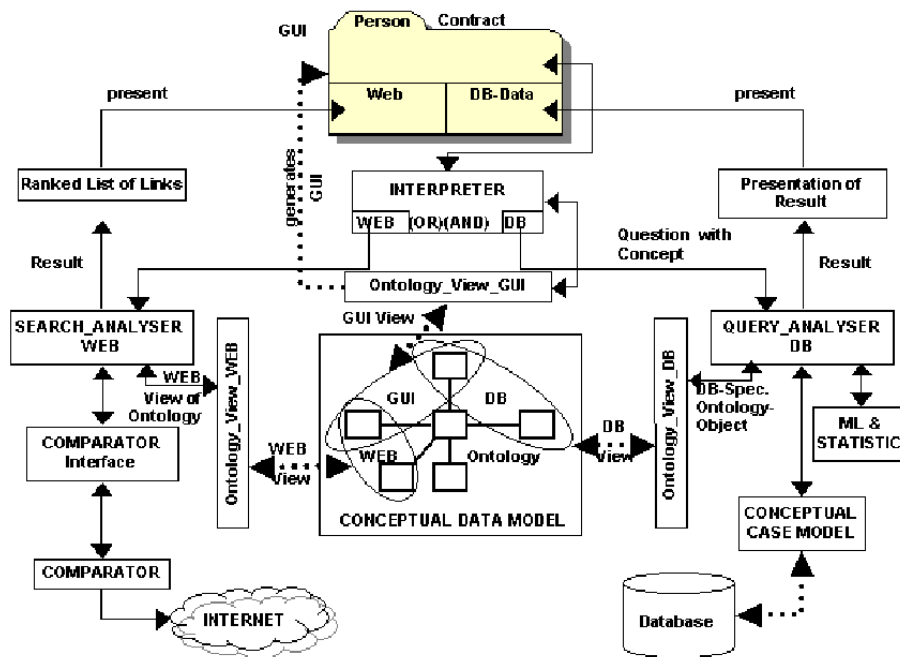 Person
Contract
GUI
Web
DB-Data
present
present
generates
GUI
Ranked List of Links
INTERPRETER
WEB (OR)(AND) DB
Presentation of
Result
Question with
Concept
Result
Result
Ontology_View_GUI
GUI View
SEARCH_ANALYSER
WEB
QUERY_ANALYSER
DB
WEB
View of
Ontology
Ontology_View_WEB
GUI
DB
WEB
Ontology
CONCEPTUAL DATA MODEL
WEB
View
DB
View
Ontology_View_DB
DB-Spec.
Ontology-
Object
ML &
STATISTIC
COMPARATOR
Interface
CONCEPTUAL
CASE MODEL
COMPARATOR
INTERNET
Database